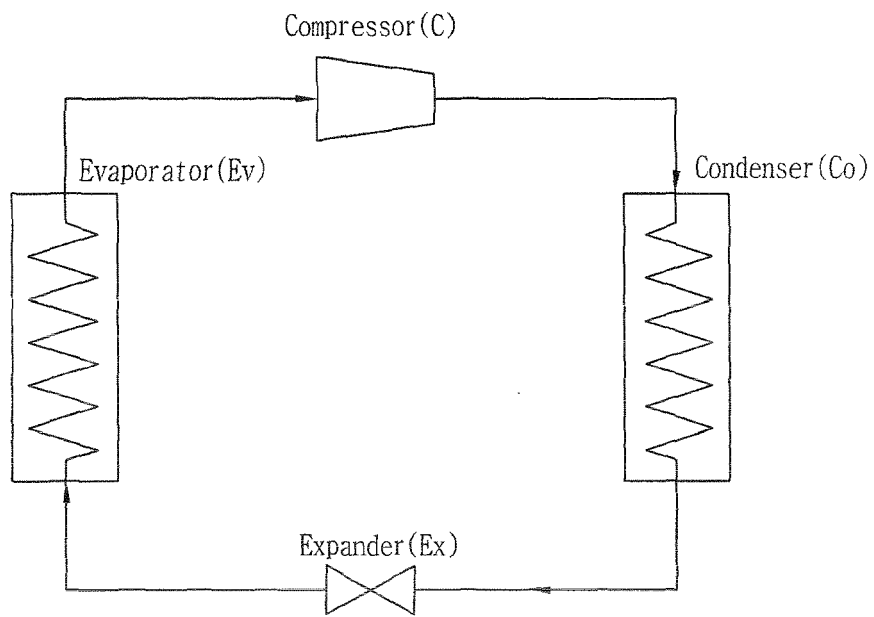 Compressor(C)
Evaporator(Ev)
Condenser(Co)
Expander(Ex)